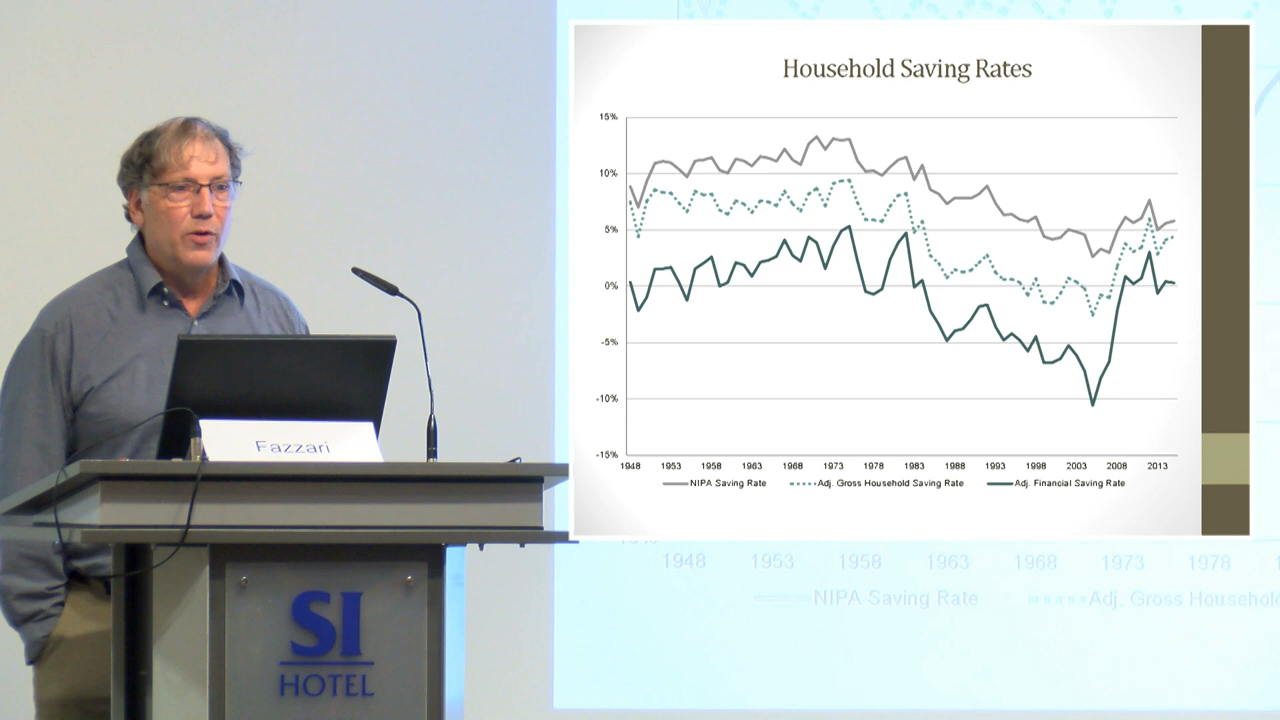 Household Saving Rates
15%
10%
5%
0%
-5%
-10%
-15%
1948 1953 1958 1963 1968 1973 1978 1983 1988 1993 1998 2003 2008 2013
NIPA Saving Rate Adj. Gross Household Saving Rate Adj. Financial Saving Rate
Fazzari
SI
HOTEL
1948 1953 1958 1963 1968 1973 1978
NIPA Saving Rate Adj. Gross Household